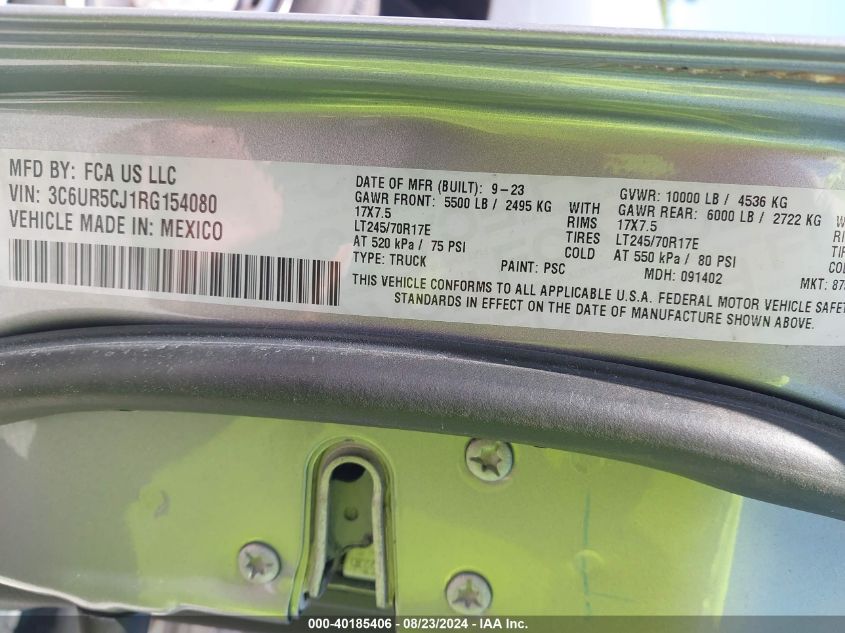 MFD BY: FCA US LLC
VIN: 3C6UR5CJ1RG154080
VEHICLE MADE IN: MEXICO
DATE OF MFR (BUILT): 9-23
GVWR: 10000 LB / 4536 KG
GAWR FRONT: 5500 LB / 2495 KG WITH GAWR REAR: 6000 LB / 2722 KG
17X7.5 RIMS 17X7.5
LT245/70R17E TIRES LT245/70R17E
AT 520 kPa / 75 PSI COLD AT 550 kPa / 80 PSI
TYPE: TRUCK PAINT: PSC MDH: 091402 MKT:
THIS VEHICLE CONFORMS TO ALL APPLICABLE U.S.A. FEDERAL MOTOR VEHICLE
STANDARDS IN EFFECT ON THE DATE OF MANUFACTURE SHOWN ABOVE.
000-40185406 - 08/23/2024 - IAA, Inc.